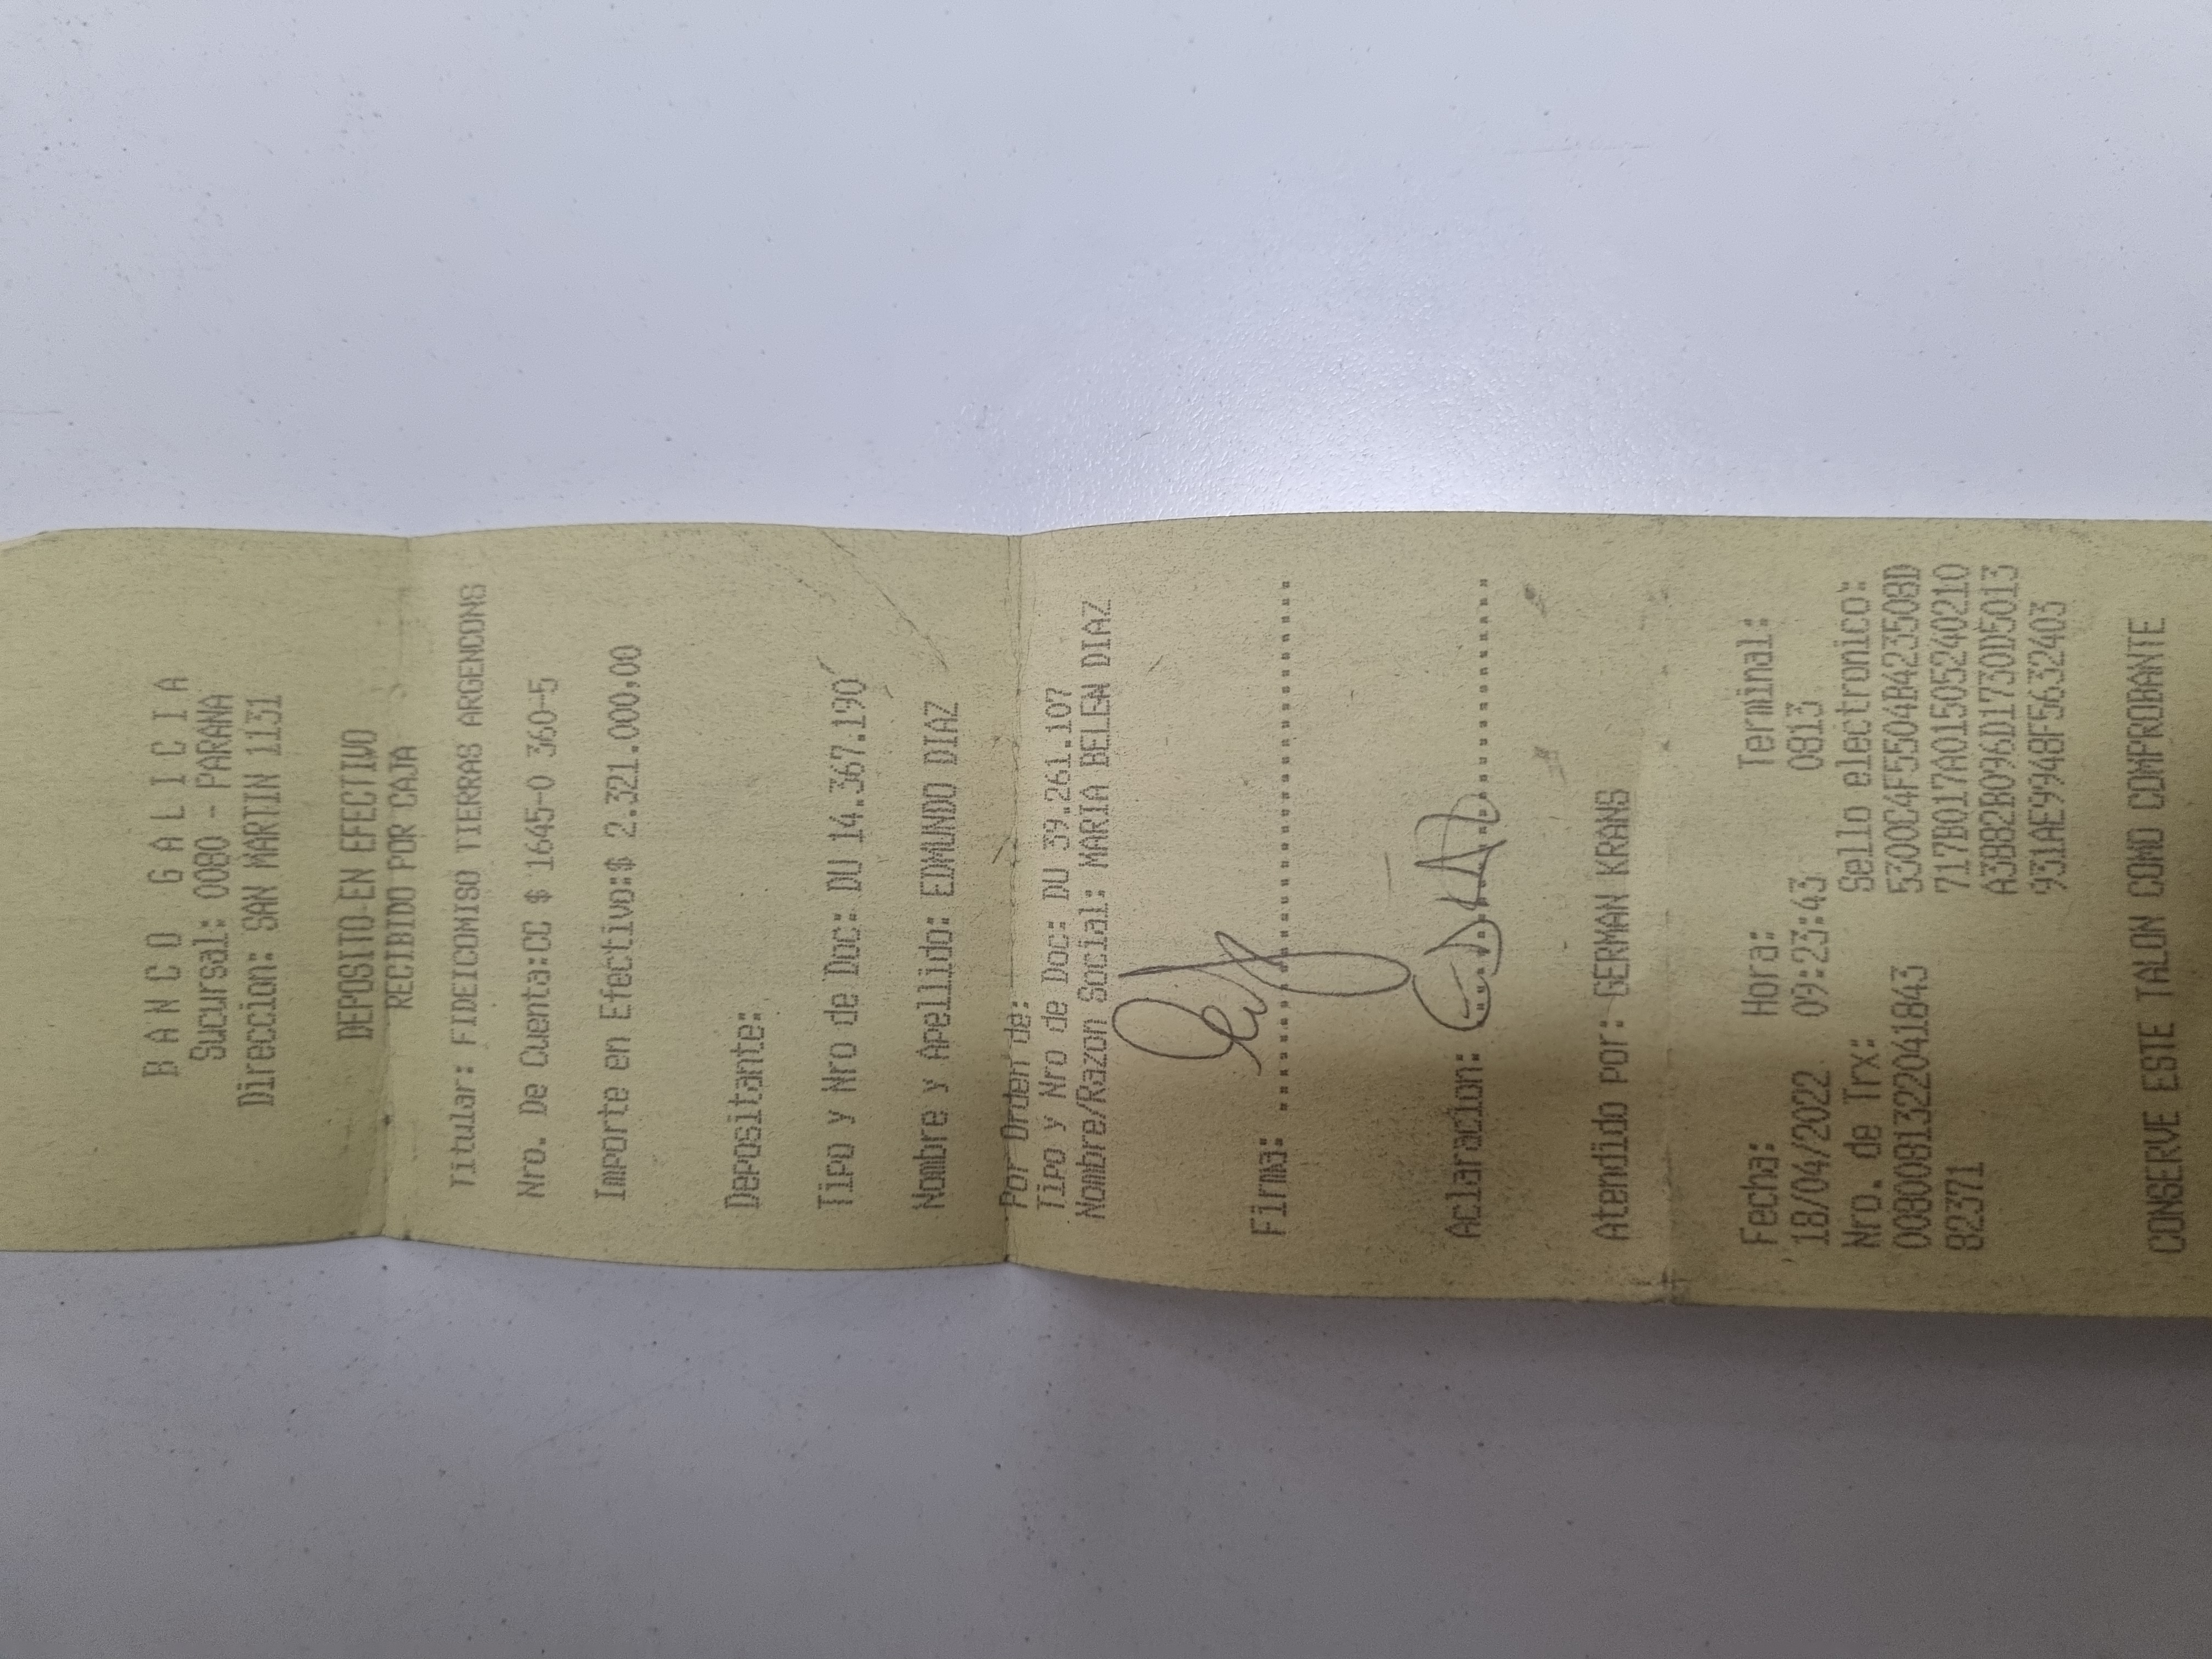 B A N C O  G A L I C I A
Sucursal: 0080 - PARANA
Direccion: SAN MARTIN 1131
DEPOSITO EN EFECTIVO
RECIBIDO POR CAJA
Titular: FIDEICOMISO TIERRAS ARGENCONS
Nro. De Cuenta:CC $ 1645-0 360-5
Importe en Efectivo:$ 2.321.000,00
Depositante:
Tipo y Nro de Doc: DU 14.367.190
Nombre y Apellido: EDMUNDO DIAZ
Por Orden de:
Tipo y Nro de Doc: DU 39.261.107
Nombre/Razon Social: MARIA BELEN DIAZ
Firma:
Aclaracion:
Atendido por: GERMAN KRANS
Fecha: Hora: Terminal:
18/04/2022 09:23:43 0813
Nro. de Trx: Sello electronico:
00800813220418​43 5300C4F5504B42350BD
82371 717B017A01505240210
A3BB2B096D1730D5013
931AE9948F5632403
CONSERVE ESTE TALON COMO COMPROBANTE